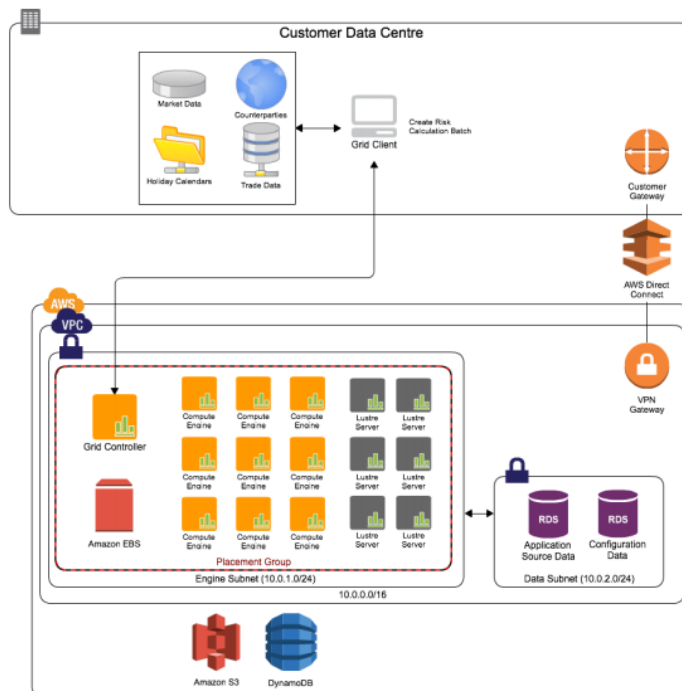 Customer Data Centre
Market Data
Counterparties
Holiday Calendars
Trade Data
Grid Client
Create Risk
Calculation Batch
Customer
Gateway
AWS Direct
Connect
AWS
VPC
VPN
Gateway
Grid Controller
Amazon EBS
Compute
Engine
Compute
Engine
Compute
Engine
Lustre
Server
Lustre
Server
Compute
Engine
Compute
Engine
Compute
Engine
Lustre
Server
Lustre
Server
Compute
Engine
Compute
Engine
Compute
Engine
Lustre
Server
Lustre
Server
Placement Group
Engine Subnet (10.0.1.0/24)
RDS
Application
Source Data
RDS
Configuration
Data
Data Subnet (10.0.2.0/24)
10.0.0.0/16
Amazon S3
DynamoDB